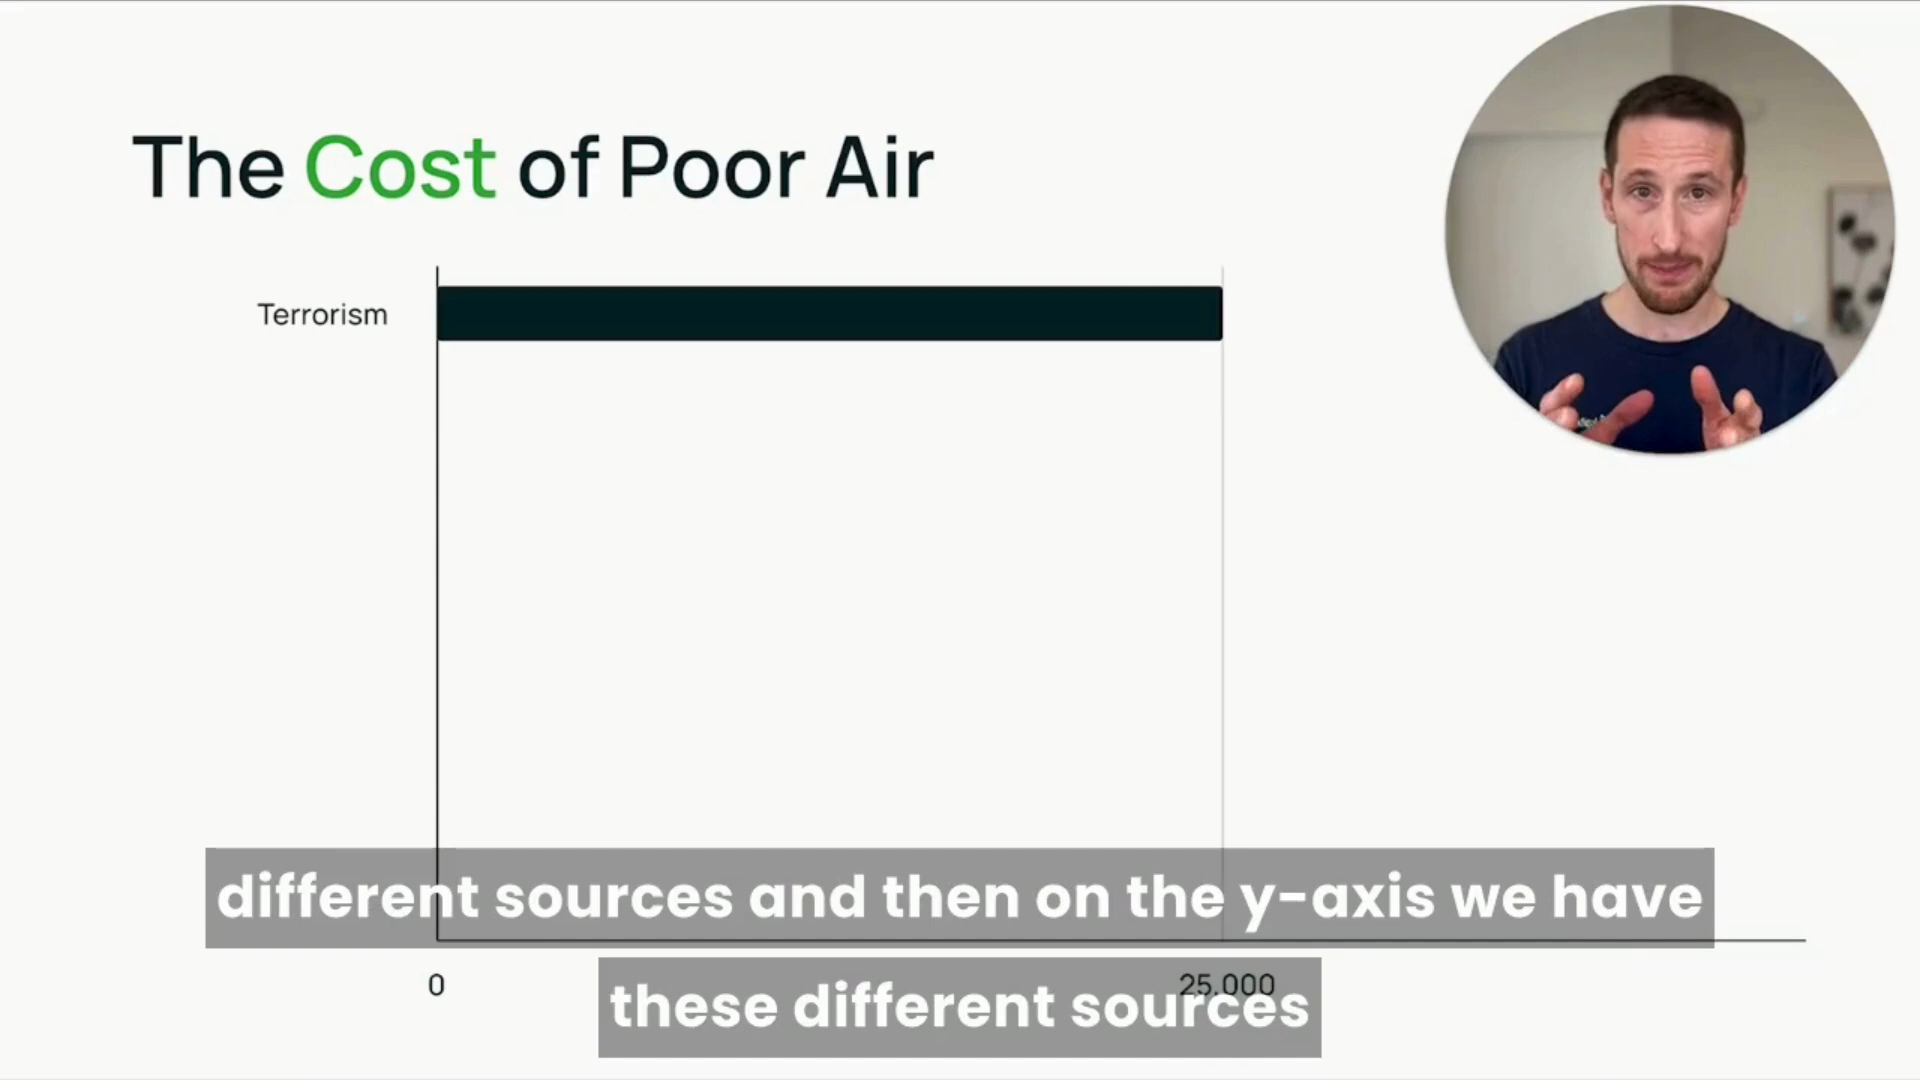 The Cost of Poor Air
Terrorism
different sources and then on the y-axis we have
0
25,000
these different sources